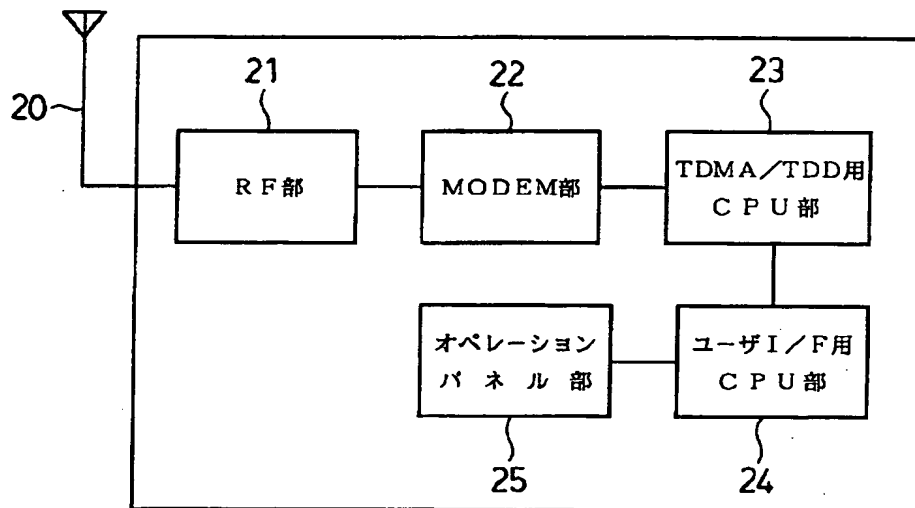 21
22
23
20
RF部
MODEM部
TDMA/TDD用
CPU部
オペレーション
パネル部
ユーザI/F用
CPU部
25
24